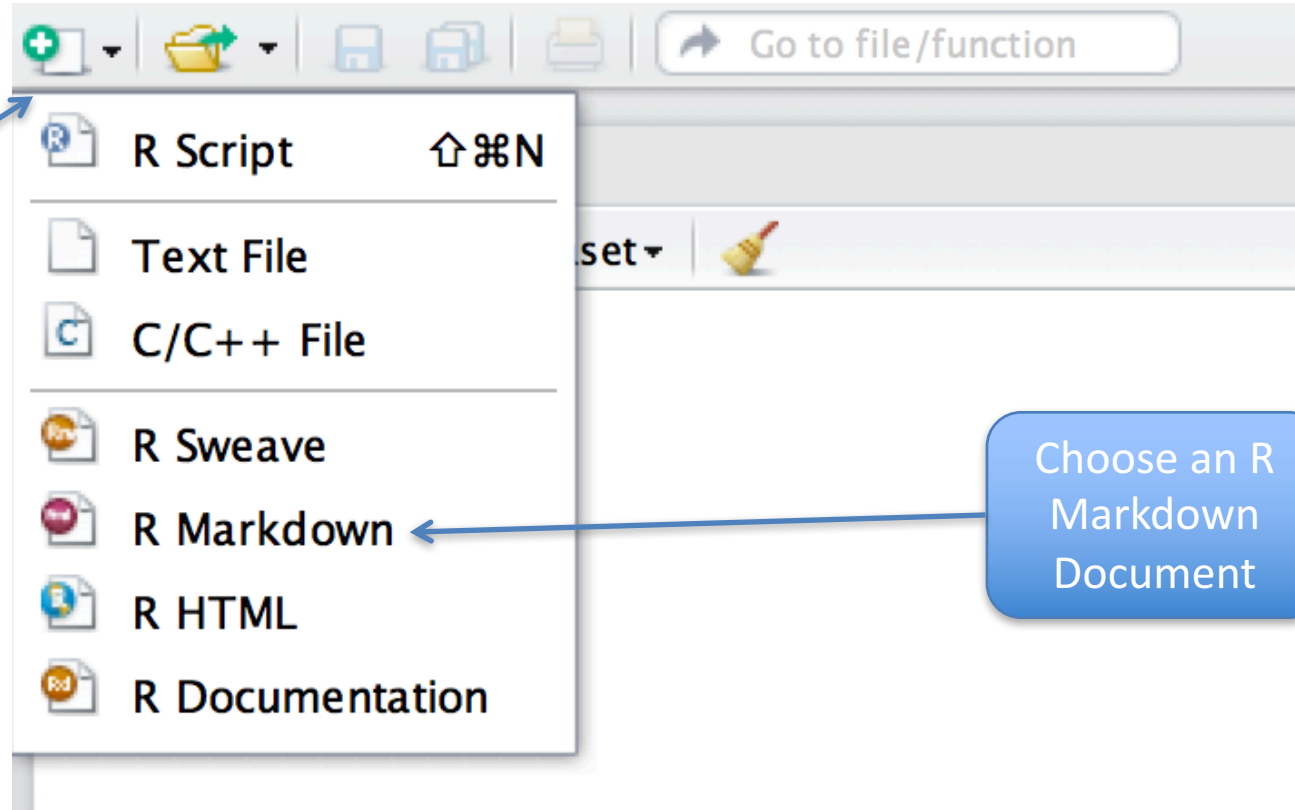 Go to file/function
R Script ⇧⌘N
Text File
set
C/C++ File
R Sweave
R Markdown
R HTML
R Documentation
Choose an R
Markdown
Document